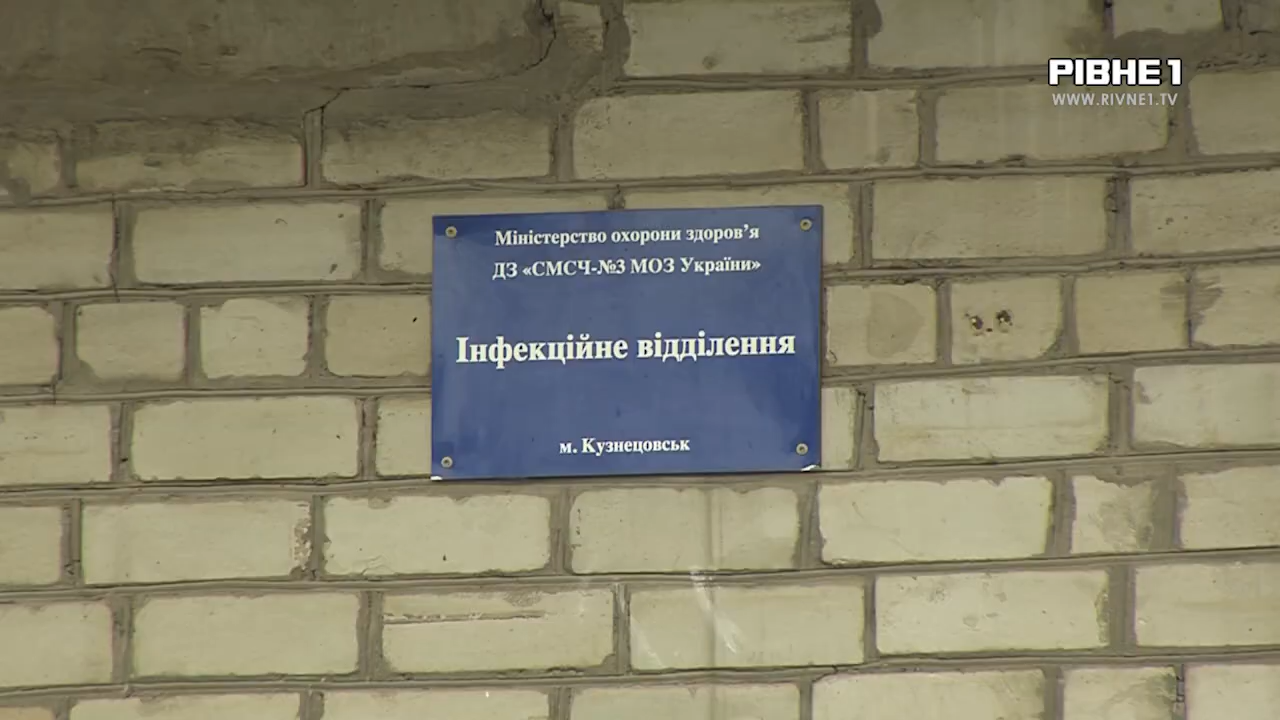 РІВНЕ 1
WWW.RIVNE1.TV
Міністерство охорони здоров’я
ДЗ «СМСЧ-№3 МОЗ України»
Інфекційне відділення
м. Кузнецовськ